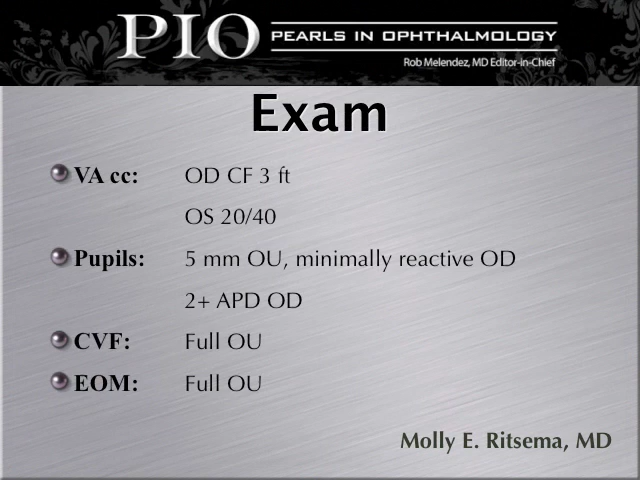 PIO PEARLS IN OPHTHALMOLOGY
Rob Melendez, MD Editor-in-Chief
Exam
VA cc: OD CF 3 ft
OS 20/40
Pupils: 5 mm OU, minimally reactive OD
2+ APD OD
CVF: Full OU
EOM: Full OU
Molly E. Ritsema, MD